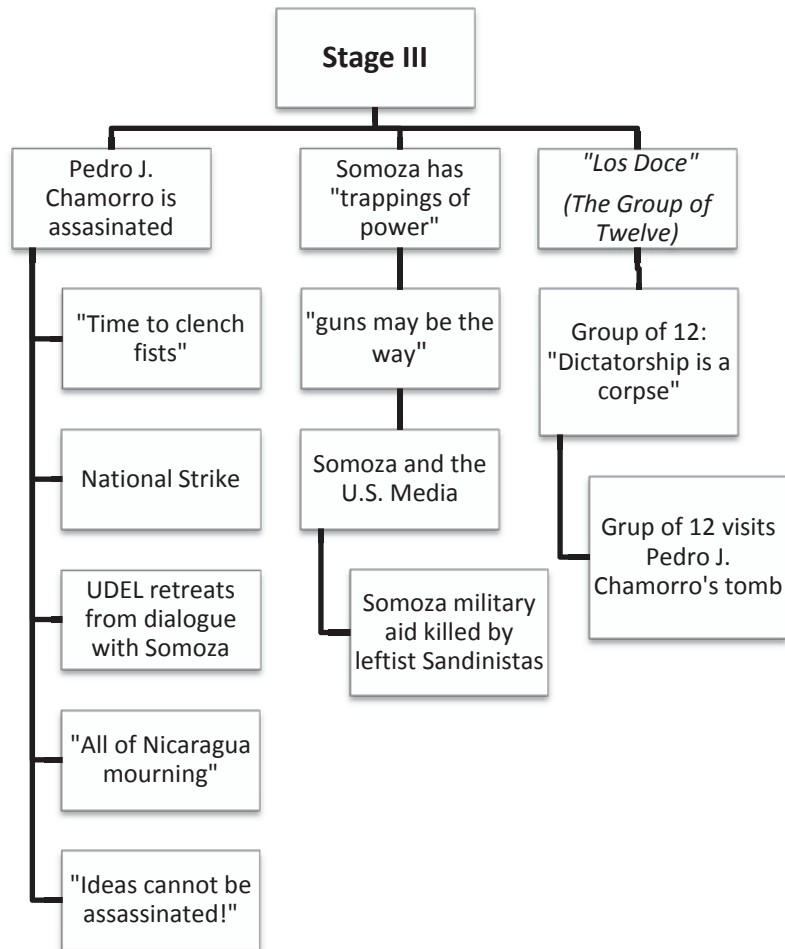 Stage III
Pedro J.
Chamorro is
assasinated
"Time to clench
fists"
National Strike
UDEL retreats
from dialogue
with Somoza
"All of Nicaragua
mourning"
"Ideas cannot be
assassinated!"
Somoza has
"trappings of
power"
"guns may be the
way"
Somoza and the
U.S. Media
Somoza military
aid killed by
leftist Sandinistas
"Los Doce"
(The Group of
Twelve)
Group of 12:
"Dictatorship is a
corpse"
Grup of 12 visits
Pedro J.
Chamorro's tomb